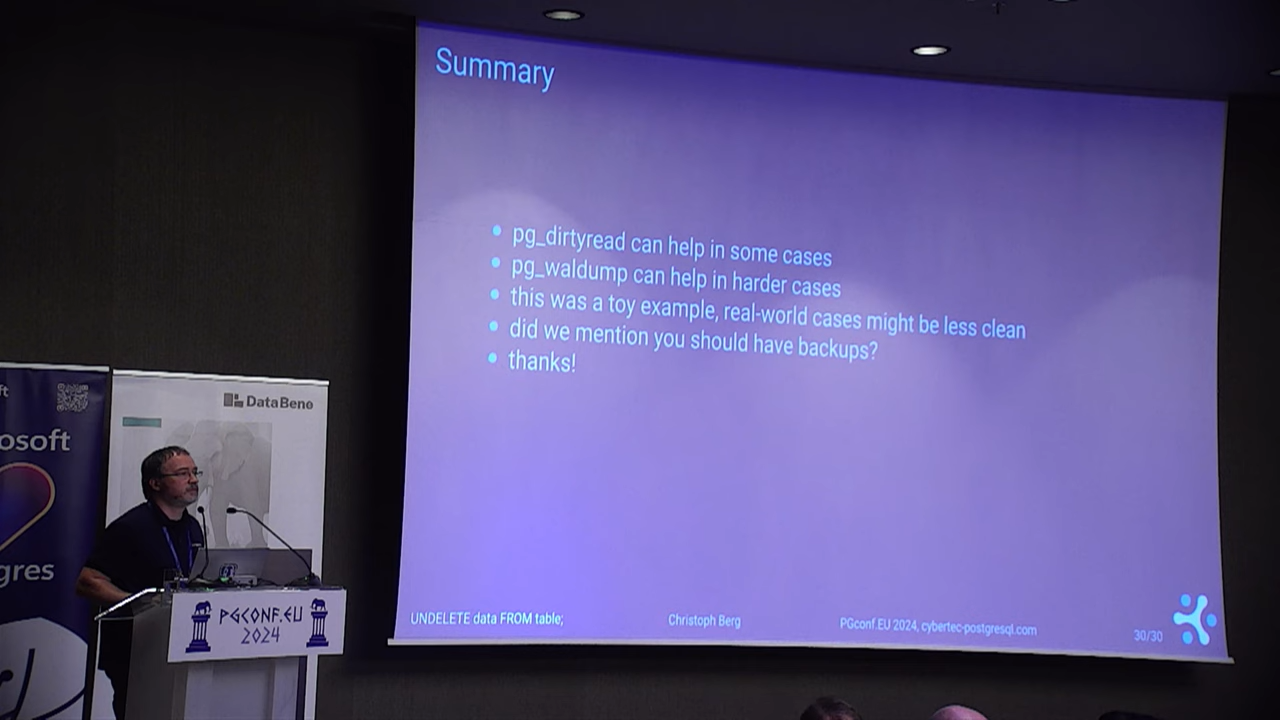 Summary
pg_dirtyread can help in some cases
pg_waldump can help in harder cases
this was a toy example, real-world cases might be less clean
did we mention you should have backups?
thanks!
UNDELETE data FROM table;
Christoph Berg
PGconf.EU 2024, cybertec-postgresql.com
30/30
DataBene
osoft
gres
PGCONF.EU
2024